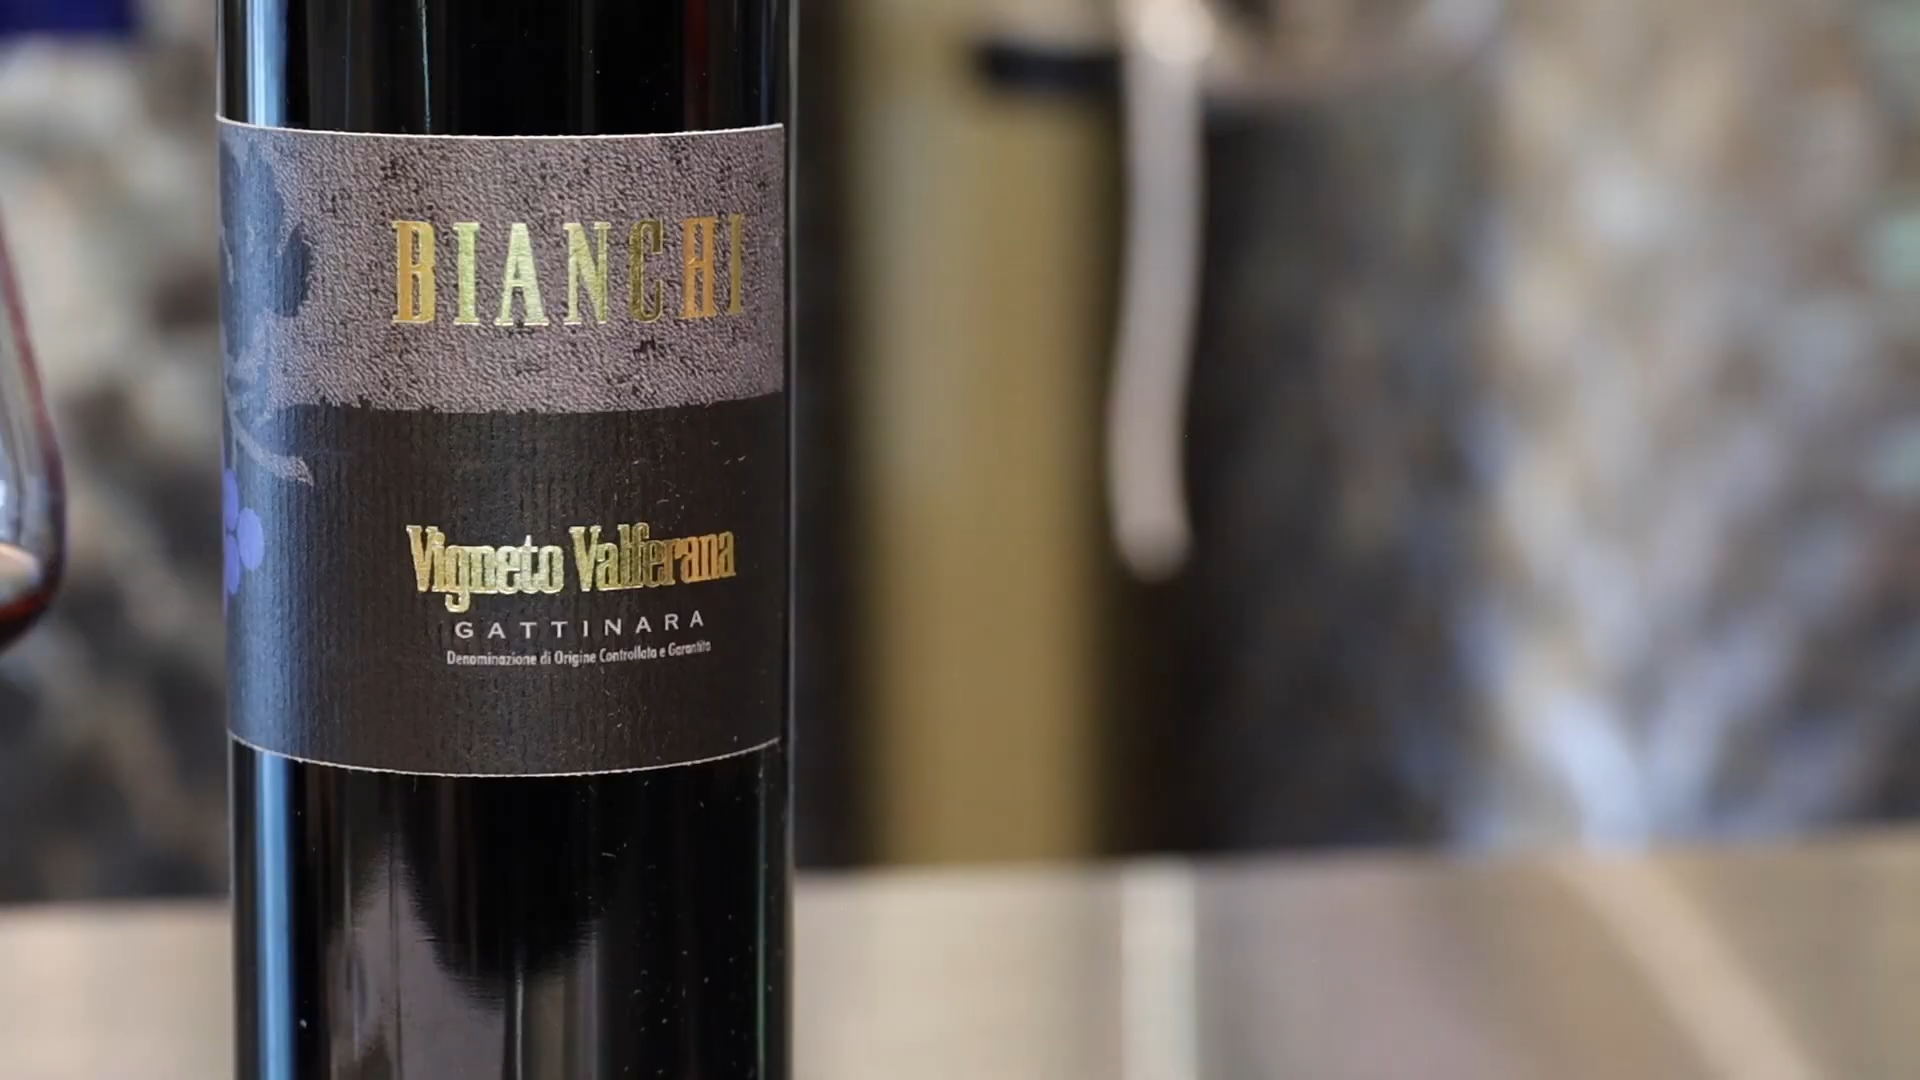 BIANCHI
Vigneto Valferana
GATTINARA
Denominazione di Origine Controllata e Garantita